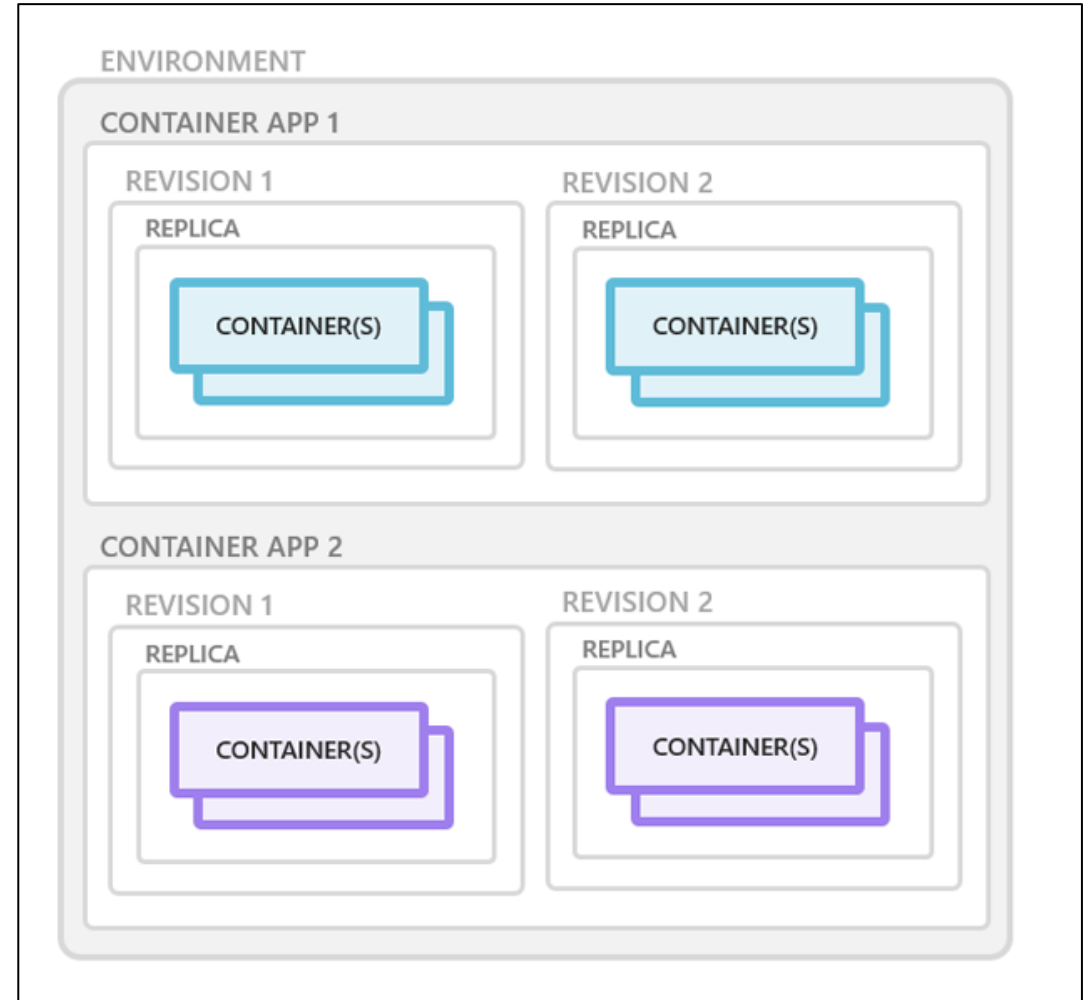 ENVIRONMENT
CONTAINER APP 1
REVISION 1
REVISION 2
REPLICA
REPLICA
CONTAINER(S)
CONTAINER(S)
CONTAINER APP 2
REVISION 1
REVISION 2
REPLICA
REPLICA
CONTAINER(S)
CONTAINER(S)